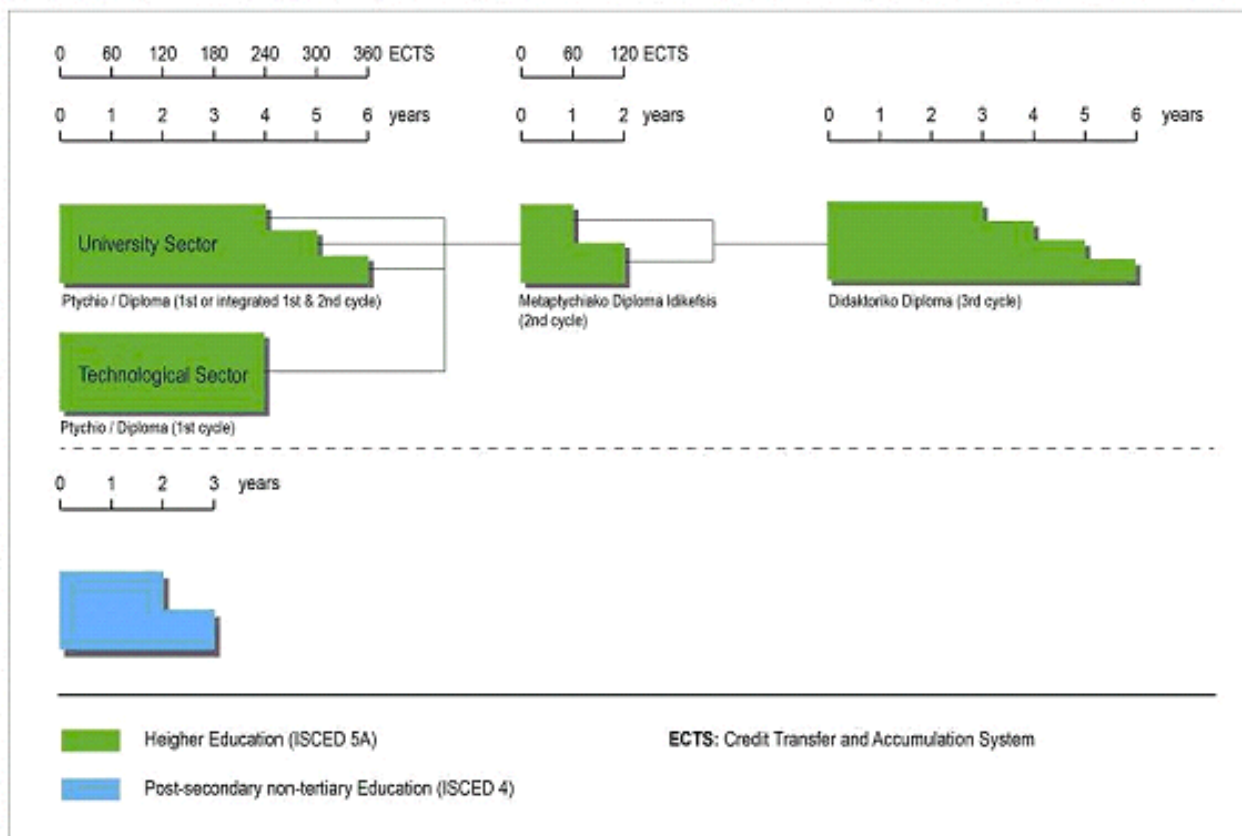 0 60 120 180 240 300 360 ECTS
0 60 120 ECTS
0 1 2 3 4 5 6 years
0 1 2 years
0 1 2 3 4 5 6 years
University Sector
Ptychio / Diploma (1st or integrated 1st & 2nd cycle)
Metaptychiako Diploma Idikefsis
(2nd cycle)
Didaktoriko Diploma (3rd cycle)
Technological Sector
Ptychio / Diploma (1st cycle)
0 1 2 3 years
Heigher Education (ISCED 5A)
ECTS: Credit Transfer and Accumulation System
Post-secondary non-tertiary Education (ISCED 4)